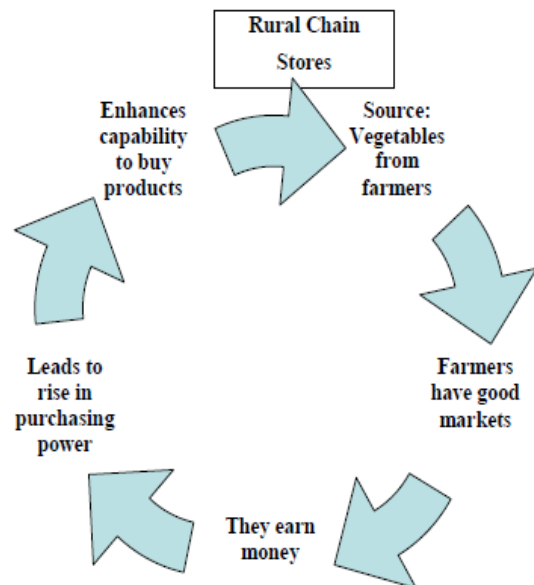 Rural Chain
Stores
Source:
Vegetables
from
farmers
Farmers
have good
markets
They earn
money
Leads to
rise in
purchasing
power
Enhances
capability
to buy
products